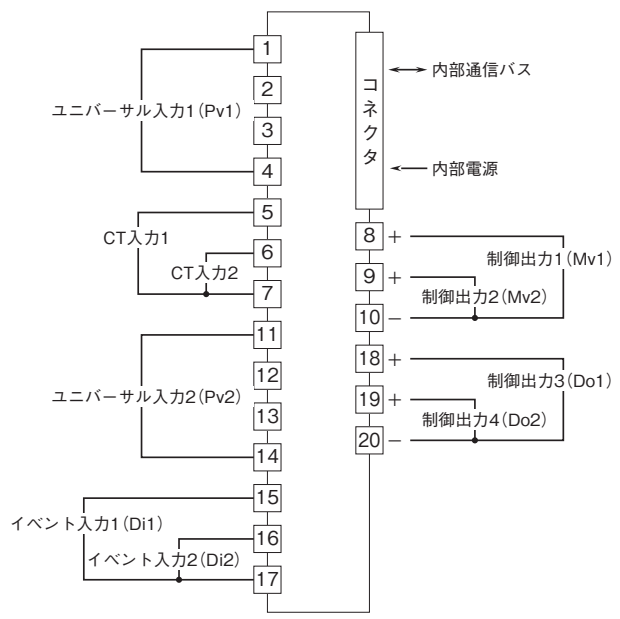 1
2
ユニバーサル入力1(Pv1)
3
4
5
CT入力1
6
CT入力2
7
11
12
ユニバーサル入力2(Pv2)
13
14
15
イベント入力1(Di1)
16
イベント入力2(Di2)
17
コネクタ
内部通信バス
内部電源
8 +
制御出力1(Mv1)
9 +
制御出力2(Mv2)
10 −
18 +
制御出力3(Do1)
19 +
制御出力4(Do2)
20 −